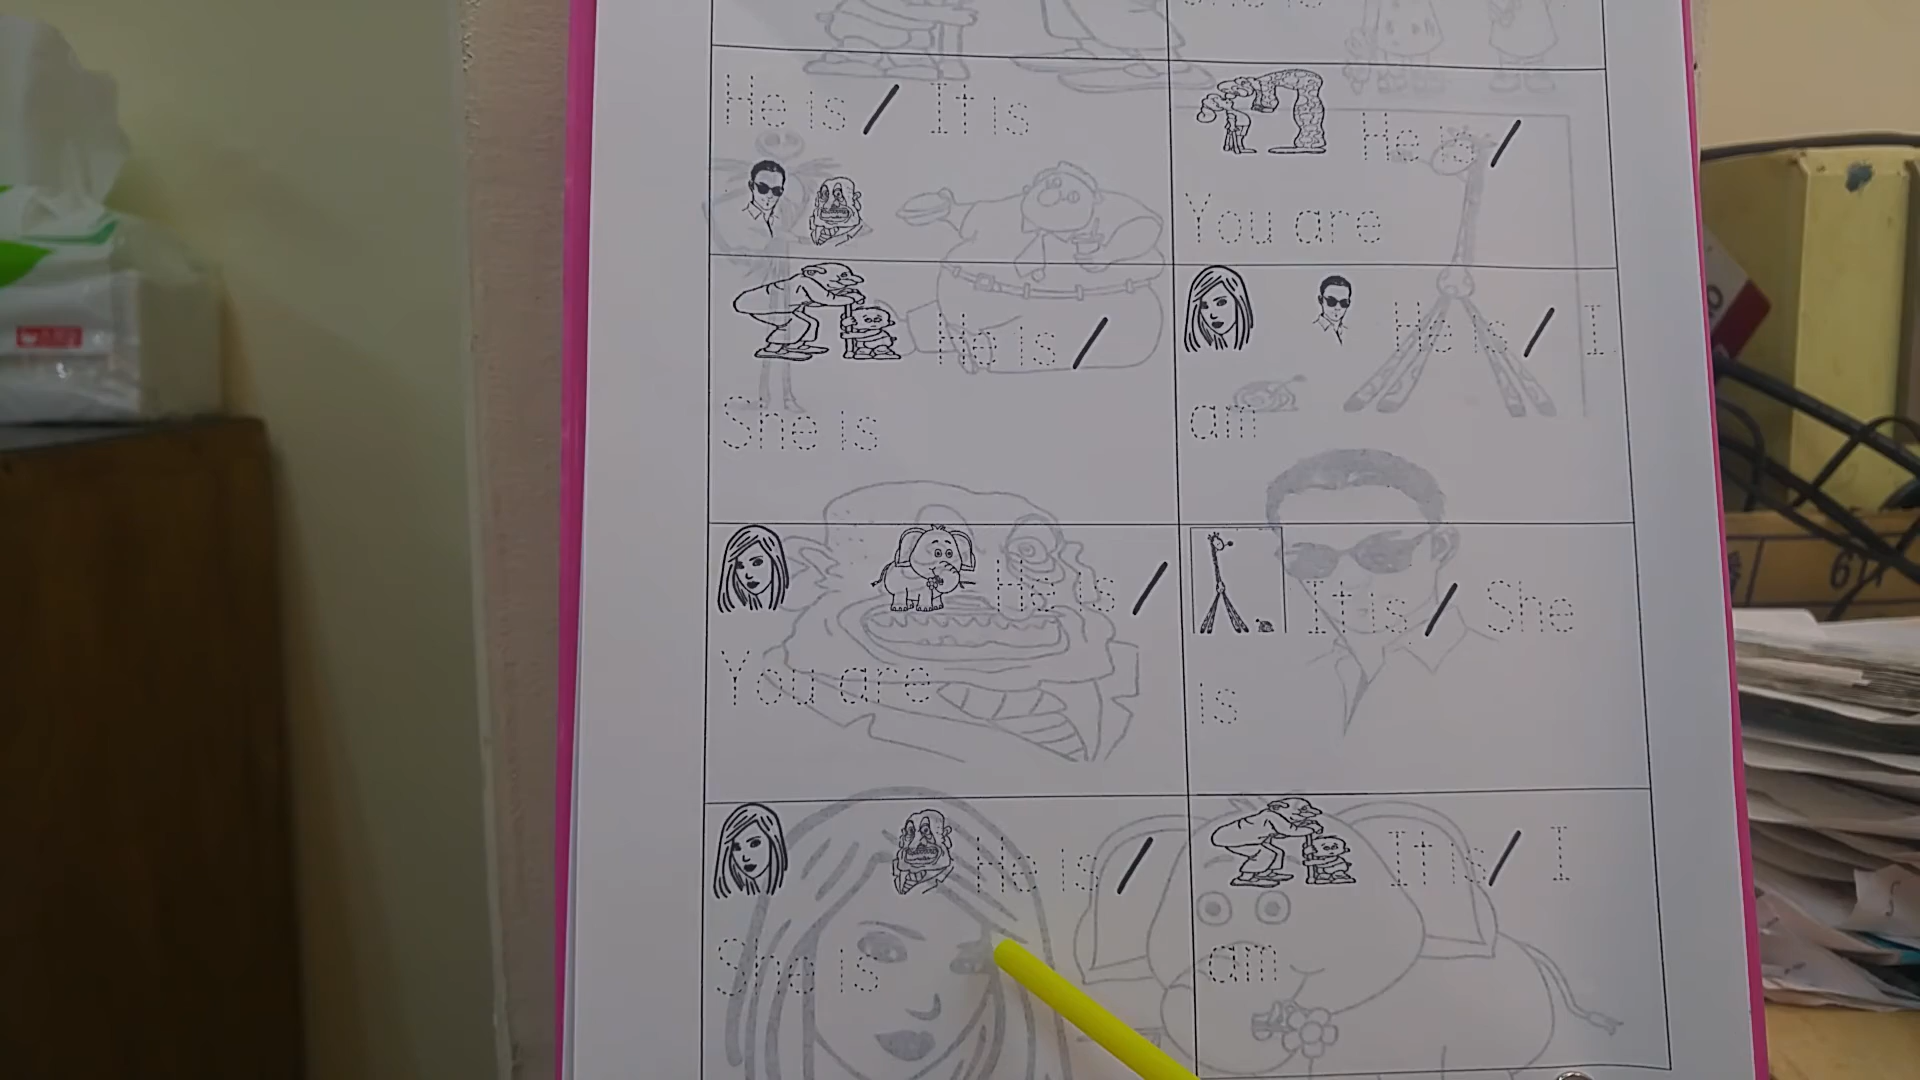 He is / It is
He is /
You are
He is /
She is
He is / I
am
He is /
You are
It is / She
is
He is /
She is
It is / I
am